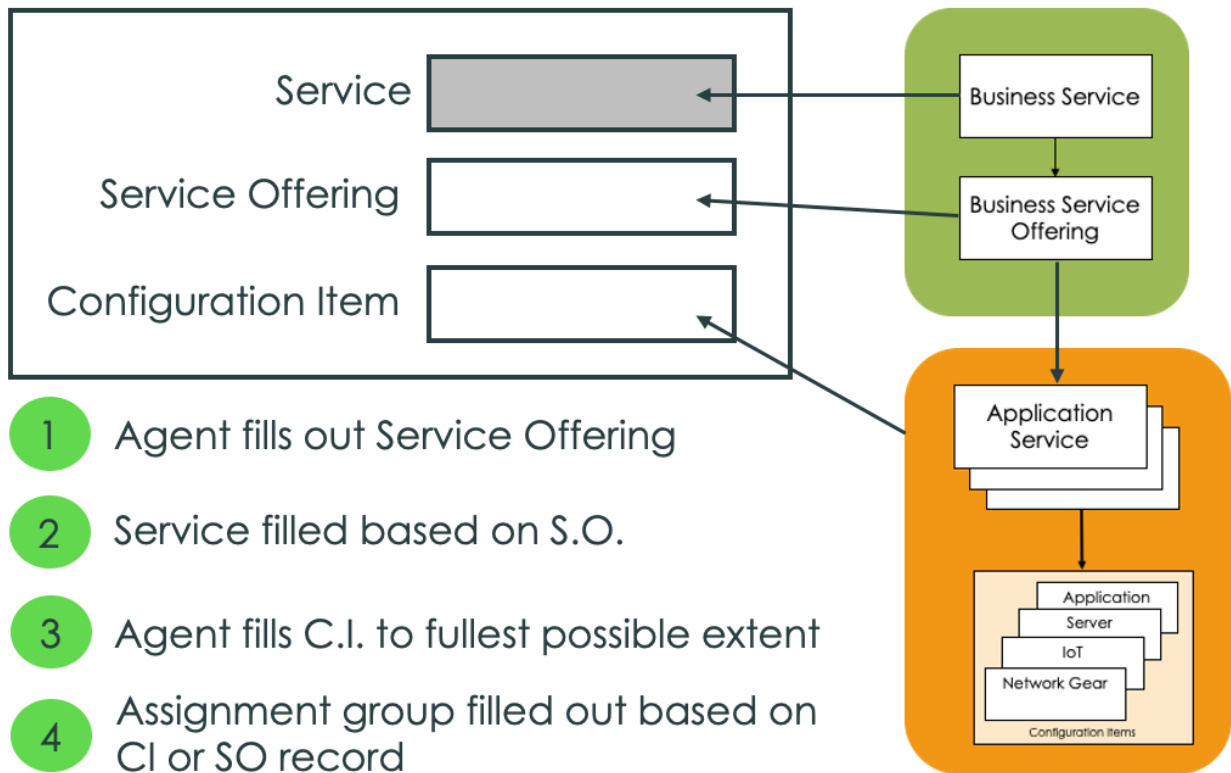 Service
Service Offering
Configuration Item
1 Agent fills out Service Offering
2 Service filled based on S.O.
3 Agent fills C.I. to fullest possible extent
4 Assignment group filled out based on
CI or SO record
Business Service
Business Service
Offering
Application
Service
Application
Server
IoT
Network Gear
Configuration Items